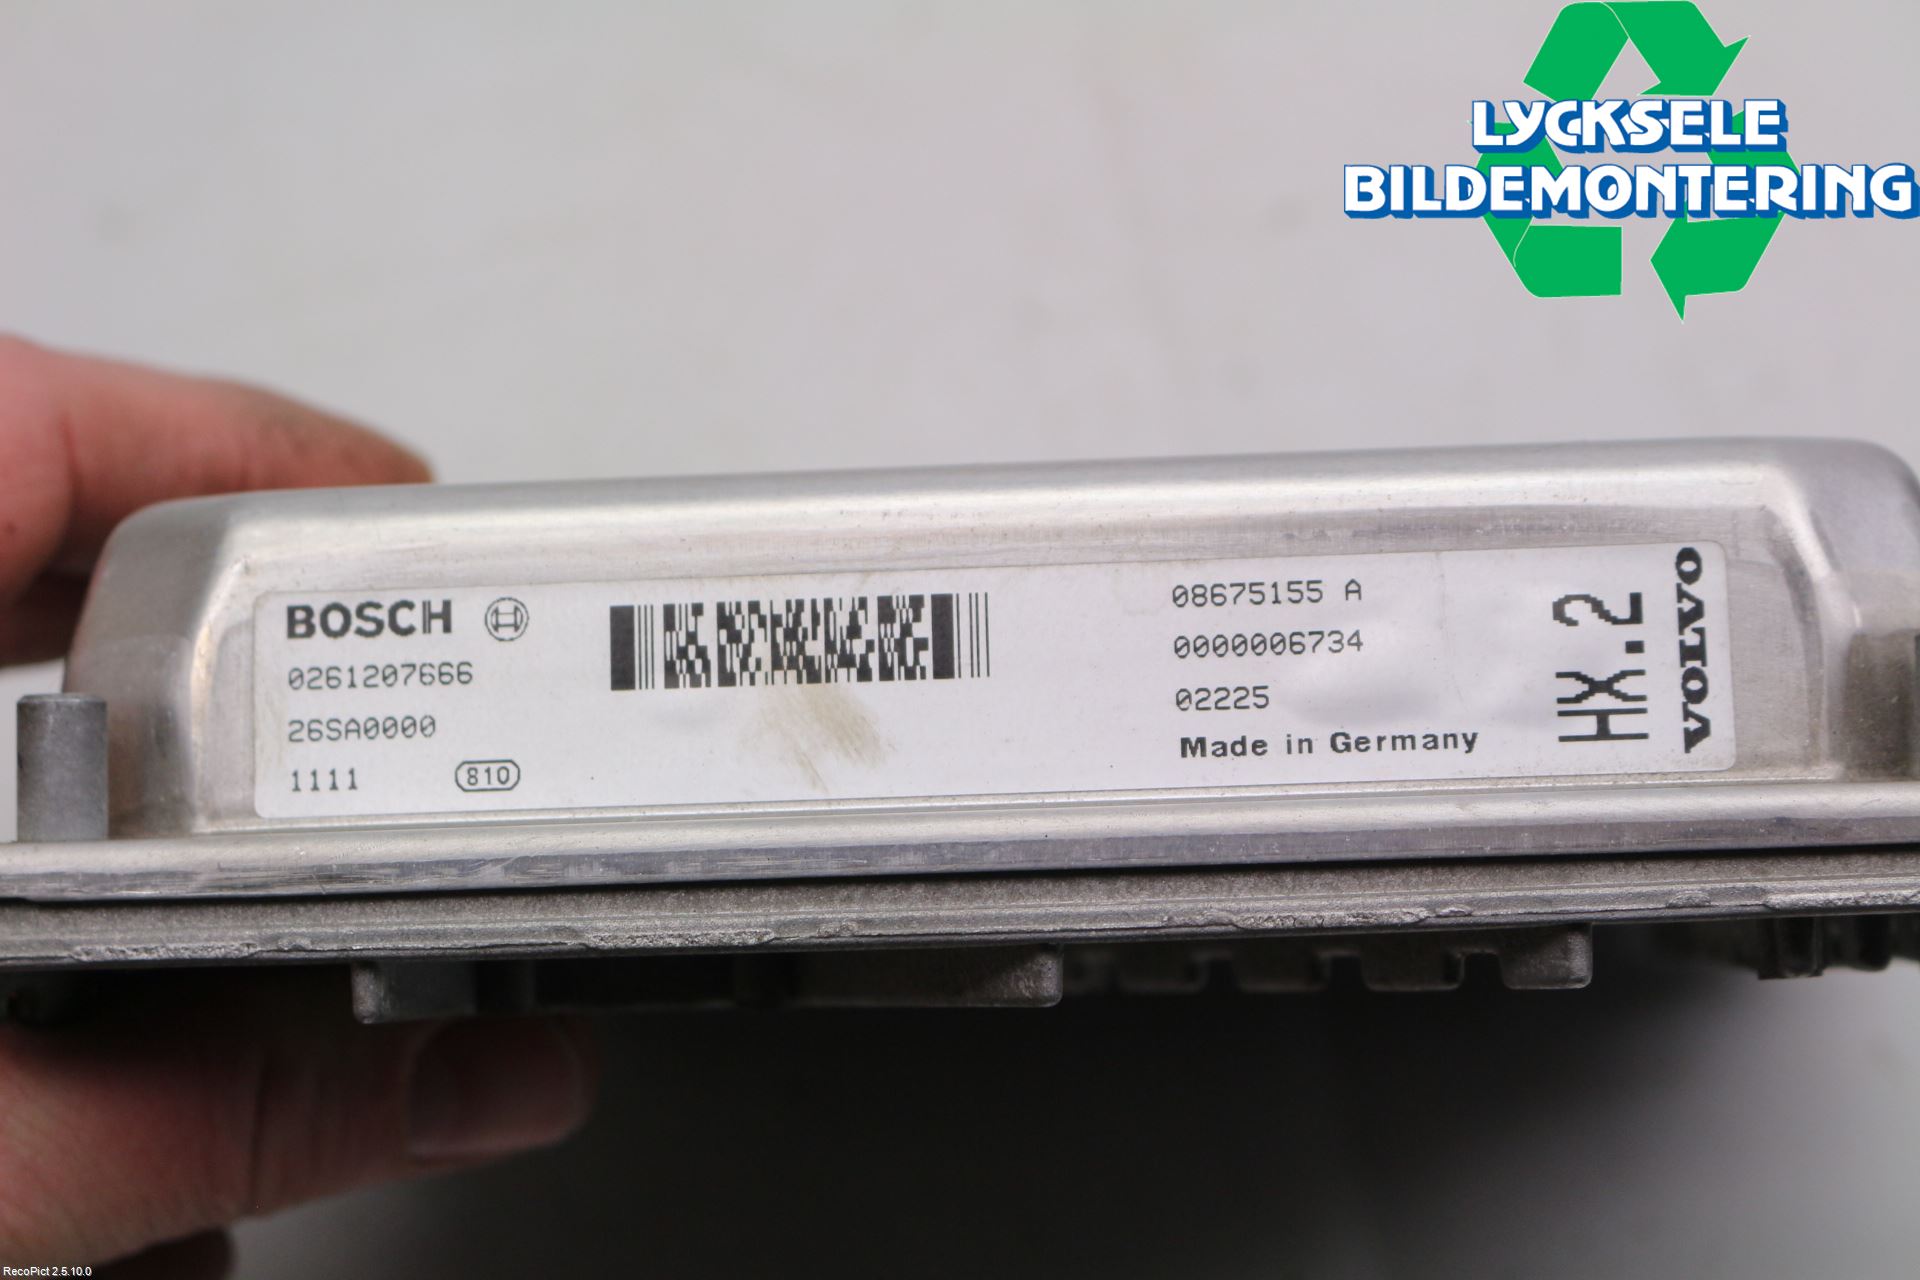 LYCKSELE
BILDEMONTERING
BOSCH
0261207666
26SA0000
1111 810
08675155 A
0000006734
02225
Made in Germany
HX.2
VOLVO
RecoPict 2.5.10.0